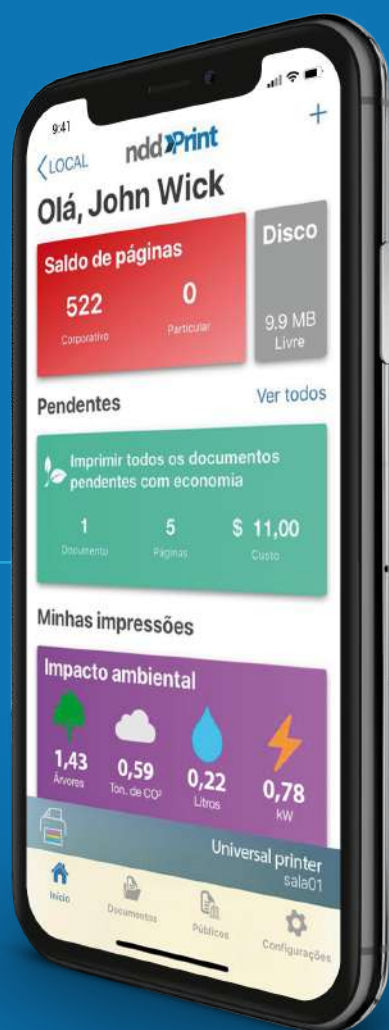 9:41
LOCAL
ndd Print
+
Olá, John Wick
Saldo de páginas
522
0
Corporativo
Particular
Disco
9.9 MB
Livre
Pendentes
Ver todos
Imprimir todos os documentos
pendentes com economia
1
5
$ 11,00
Documento
Páginas
Custo
Minhas impressões
Impacto ambiental
1,43
0,59
0,22
0,78
Árvores
Ton. de CO²
Litros
kW
Universal printer
sala01
Início
Documentos
Públicos
Configurações